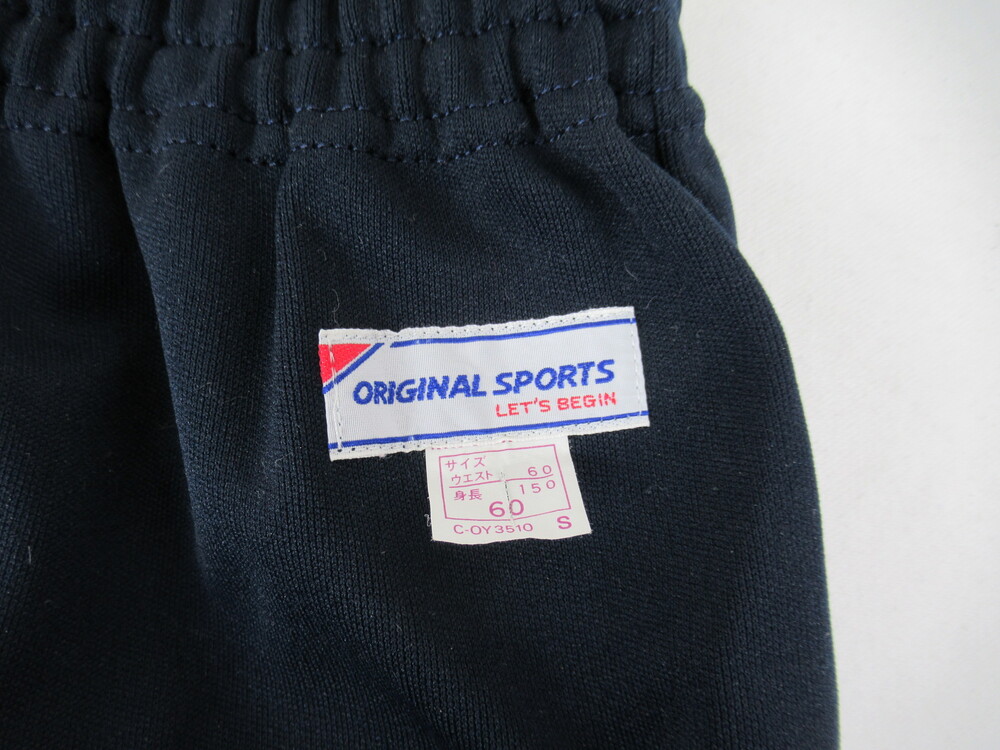 ORIGINAL SPORTS
LET'S BEGIN
サイズ
ウエスト 60
身長 150
60
C-OY3510 S